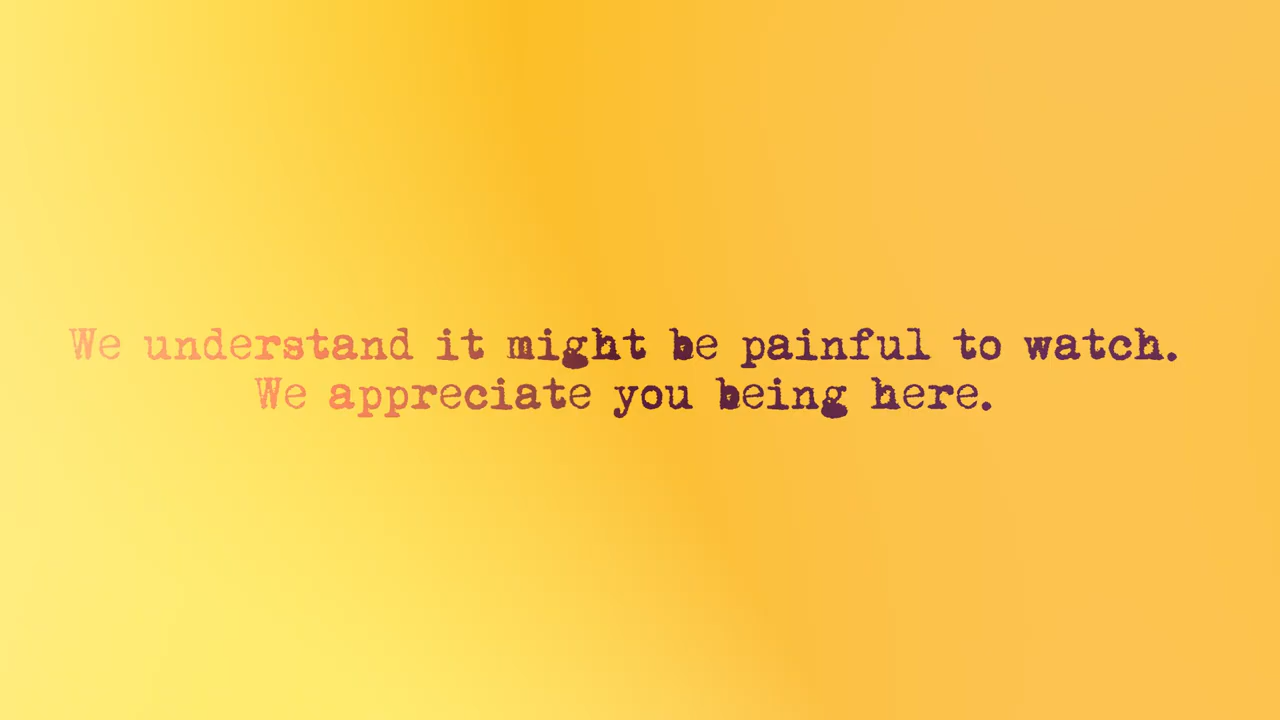 We understand it might be painful to watch.
We appreciate you being here.